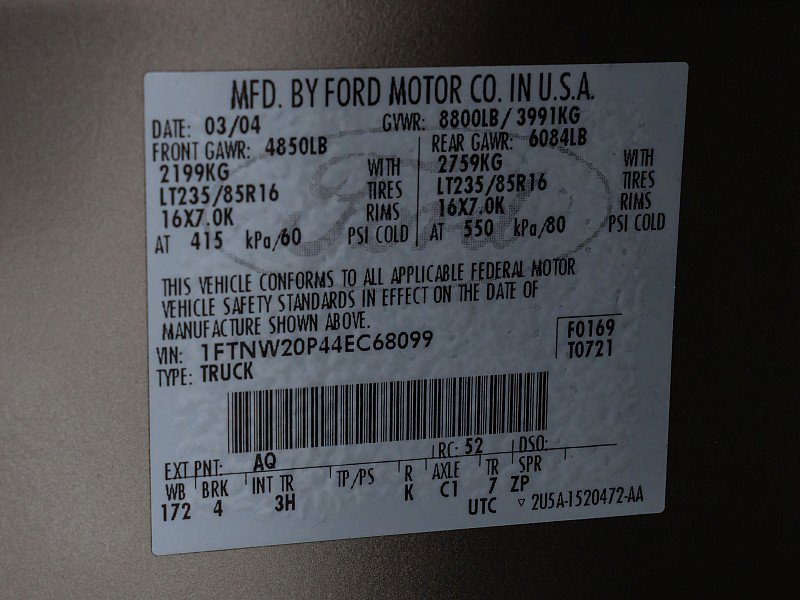 MFD. BY FORD MOTOR CO. IN U.S.A.
DATE: 03/04 GVWR: 8800LB/ 3991KG
FRONT GAWR: 4850LB REAR GAWR: 6084LB
2199KG WITH 2759KG WITH
LT235/85R16 TIRES LT235/85R16 TIRES
16X7.0K RIMS 16X7.0K RIMS
AT 415 kPa/60 PSI COLD AT 550 kPa/80 PSI COLD
THIS VEHICLE CONFORMS TO ALL APPLICABLE FEDERAL MOTOR
VEHICLE SAFETY STANDARDS IN EFFECT ON THE DATE OF
MANUFACTURE SHOWN ABOVE.
VIN: 1FTNW20P44EC68099 F0169
TYPE: TRUCK T0721
EXT PNT: AQ RC: 52 DSO:
WB BRK INT TR TP/PS R AXLE TR SPR
172 4 3H K C1 7 ZP
UTC ▽ 2U5A-1520472-AA
Ford